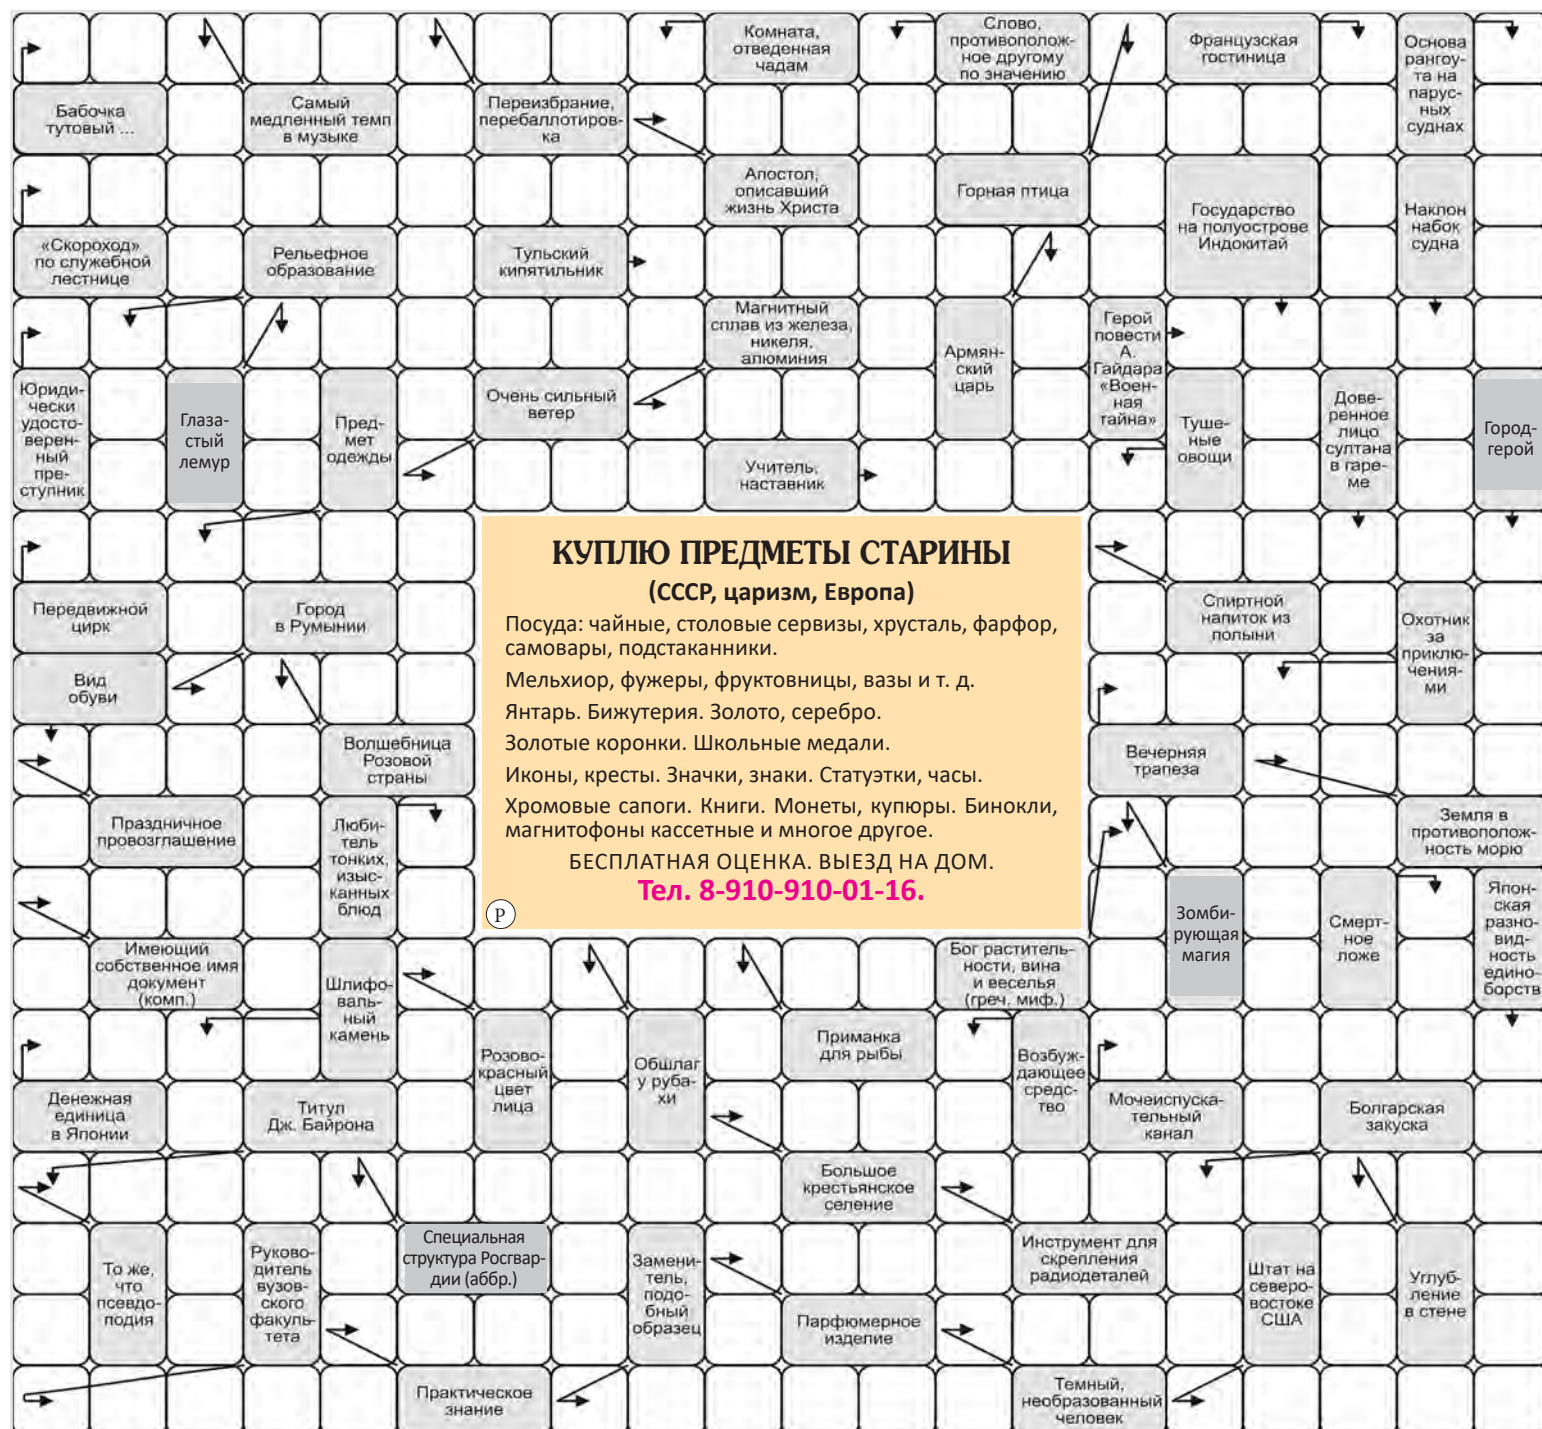 Комната,
отведенная
чадам
Слово,
противополож-
ное другому
по значению
Французская
гостиница
Основа
рангоу-
та на
парус-
ных
суднах
Бабочка
тутовый ...
Самый
медленный темп
в музыке
Переизбрание,
перебаллотиров-
ка
Апостол,
описавший
жизнь Христа
Горная птица
Государство
на полуострове
Индокитай
Наклон
набок
судна
«Скороход»
по служебной
лестнице
Рельефное
образование
Тульский
кипятильник
Магнитный
сплав из железа,
никеля,
алюминия
Армян-
ский
царь
Герой
повести
А.
Гайдара
«Воен-
ная
тайна»
Юриди-
чески
удосто-
верен-
ный
пре-
ступник
Глаза-
стый
лемур
Пред-
мет
одежды
Очень сильный
ветер
Туше-
ные
овощи
Дове-
ренное
лицо
султана
в гаре-
ме
Город-
герой
Учитель,
наставник
КУПЛЮ ПРЕДМЕТЫ СТАРИНЫ
(СССР, царизм, Европа)
Посуда: чайные, столовые сервизы, хрусталь, фарфор,
самовары, подстаканники.
Мельхиор, фужеры, фруктовницы, вазы и т. д.
Янтарь. Бижутерия. Золото, серебро.
Золотые коронки. Школьные медали.
Иконы, кресты. Значки, знаки. Статуэтки, часы.
Хромовые сапоги. Книги. Монеты, купюры. Бинокли,
магнитофоны кассетные и многое другое.
БЕСПЛАТНАЯ ОЦЕНКА. ВЫЕЗД НА ДОМ.
Тел. 8-910-910-01-16.
Р
Передвижной
цирк
Город
в Румынии
Спиртной
напиток из
полыни
Охотник
за
приклю-
чения-
ми
Вид
обуви
Волшебница
Розовой
страны
Вечерняя
трапеза
Праздничное
провозглашение
Люби-
тель
тонких,
изыс-
канных
блюд
Земля в
противополож-
ность морю
Зомби-
рующая
магия
Смерт-
ное
ложе
Япон-
ская
разно-
вид-
ность
едино-
борств
Имеющий
собственное имя
документ
(комп.)
Шлифо-
валь-
ный
камень
Бог раститель-
ности, вина
и веселья
(греч. миф.)
Розово-
красный
цвет
лица
Обшлаг
у руба-
хи
Приманка
для рыбы
Возбуж-
дающее
средс-
тво
Денежная
единица
в Японии
Титул
Дж. Байрона
Мочеиспуска-
тельный
канал
Болгарская
закуска
Большое
крестьянское
селение
То же,
что
псевдо-
подия
Руково-
дитель
вузов-
ского
факуль-
тета
Специальная
структура Росгвар-
дии (аббр.)
Замени-
тель,
подо-
бный
образец
Инструмент для
скрепления
радиодеталей
Штат на
северо-
востоке
США
Углуб-
ление
в стене
Парфюмерное
изделие
Практическое
знание
Темный,
необразованный
человек